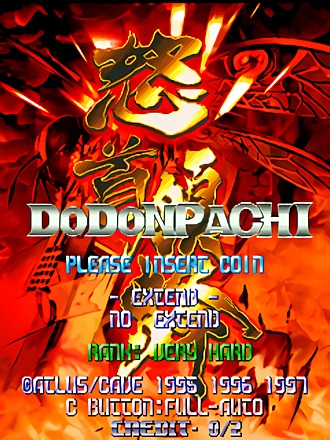 怒
首
領
蜂
DODONPACHI
PLEASE INSERT COIN
- EXTEND -
NO EXTEND
RANK: VERY HARD
©ATLUS/CAVE 1995 1996 1997
C BUTTON:FULL-AUTO
CREDIT- 0/2